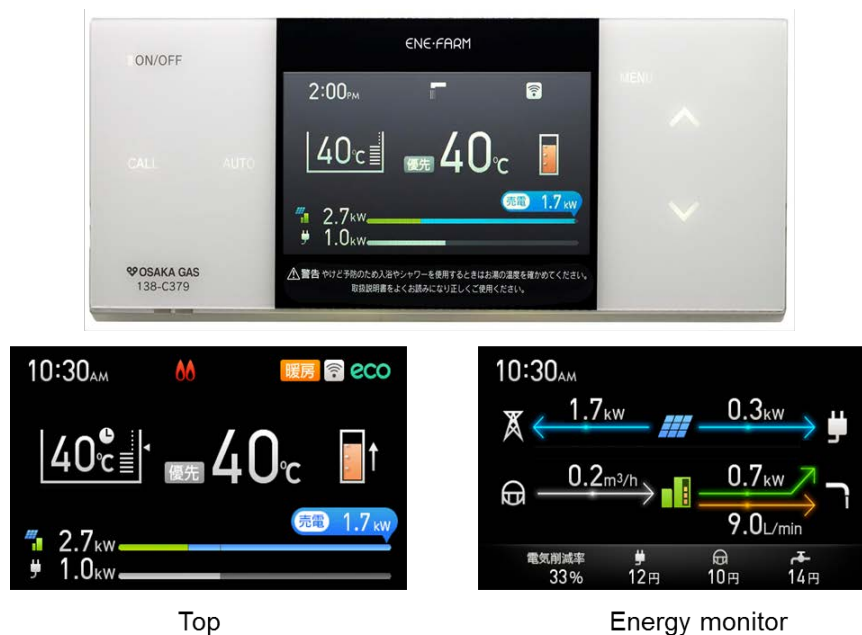 ENE·FARM
ON/OFF
MENU
2:00PM
CALL
AUTO
40℃
優先 40℃
売電 1.7kW
2.7kW
1.0kW
OSAKA GAS
138-C379
警告 やけど予防のため入浴やシャワーを使用するときはお湯の温度を確かめてください。
取扱説明書をよくお読みになり正しくご使用ください。
10:30AM
暖房 eco
40℃
優先 40℃
売電 1.7kW
2.7kW
1.0kW
Top
10:30AM
1.7kW 0.3kW
0.2m³/h 0.7kW
9.0L/min
電気削減率
33% 12円 10円 14円
Energy monitor